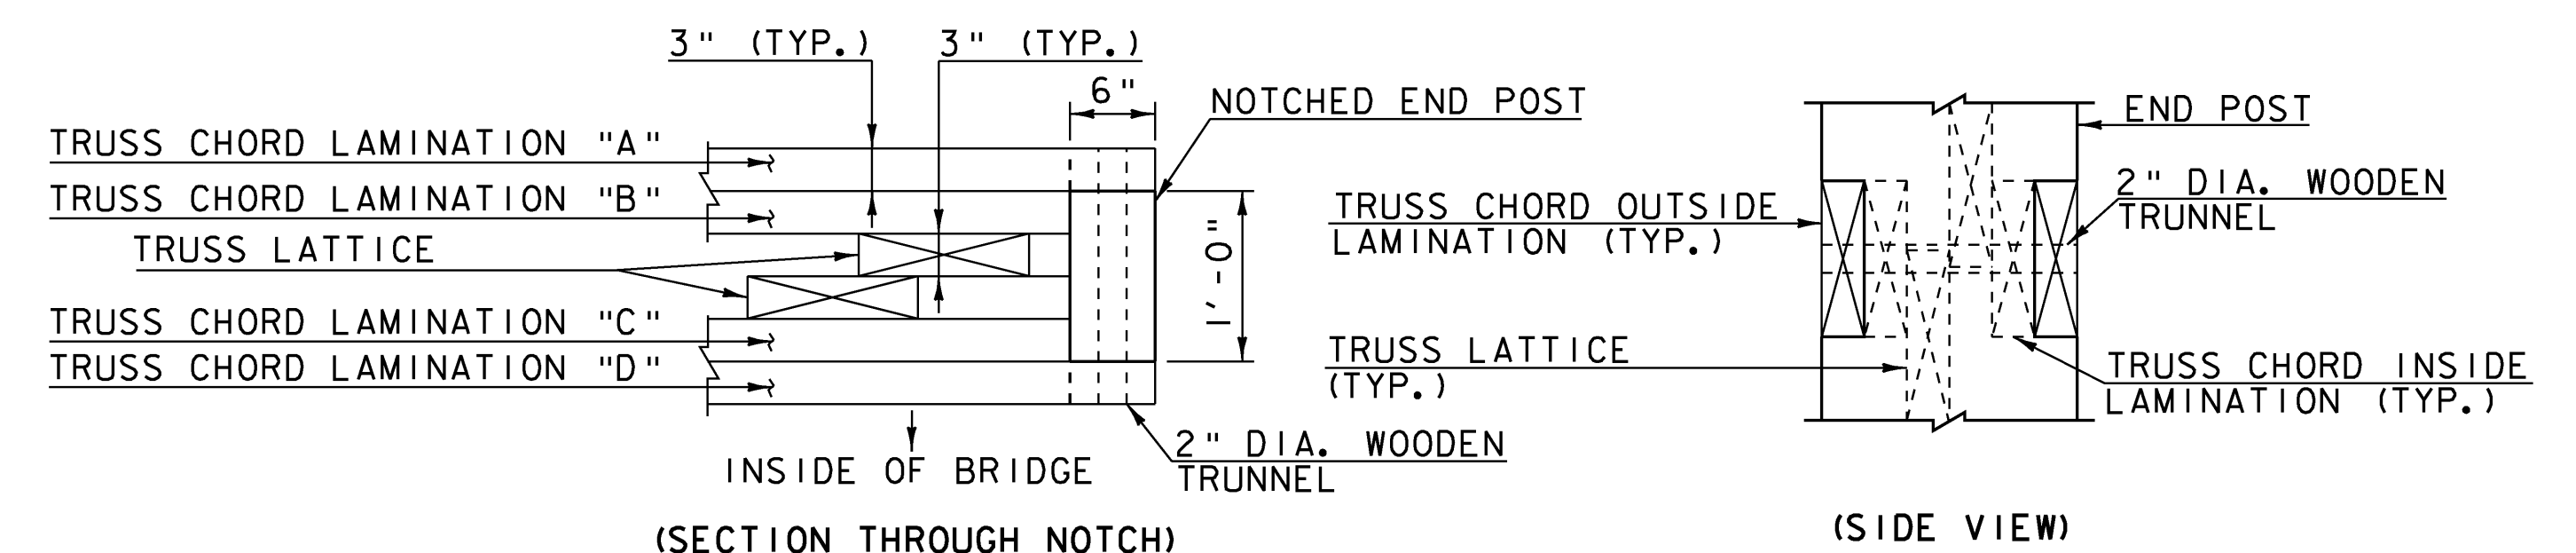 3" (TYP.)
3" (TYP.)
6"
NOTCHED END POST
TRUSS CHORD LAMINATION "A"
TRUSS CHORD LAMINATION "B"
TRUSS LATTICE
TRUSS CHORD LAMINATION "C"
TRUSS CHORD LAMINATION "D"
1'-0"
INSIDE OF BRIDGE
2" DIA. WOODEN
TRUNNEL
(SECTION THROUGH NOTCH)
END POST
2" DIA. WOODEN
TRUNNEL
TRUSS CHORD OUTSIDE
LAMINATION (TYP.)
TRUSS LATTICE
(TYP.)
TRUSS CHORD INSIDE
LAMINATION (TYP.)
(SIDE VIEW)